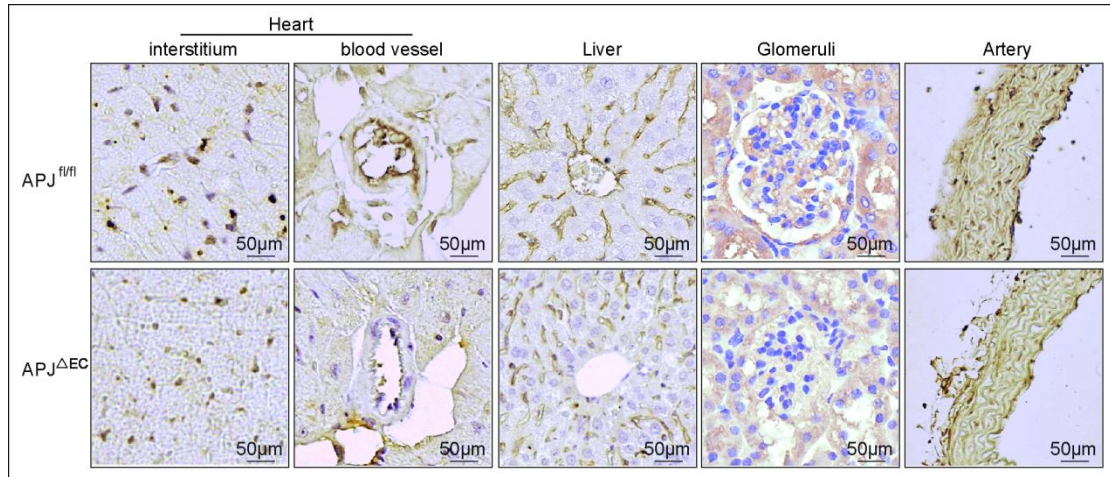 Heart
interstitium blood vessel Liver Glomeruli Artery
APJ fl/fl
50μm 50μm 50μm 50μm 50μm
APJ △EC
50μm 50μm 50μm 50μm 50μm